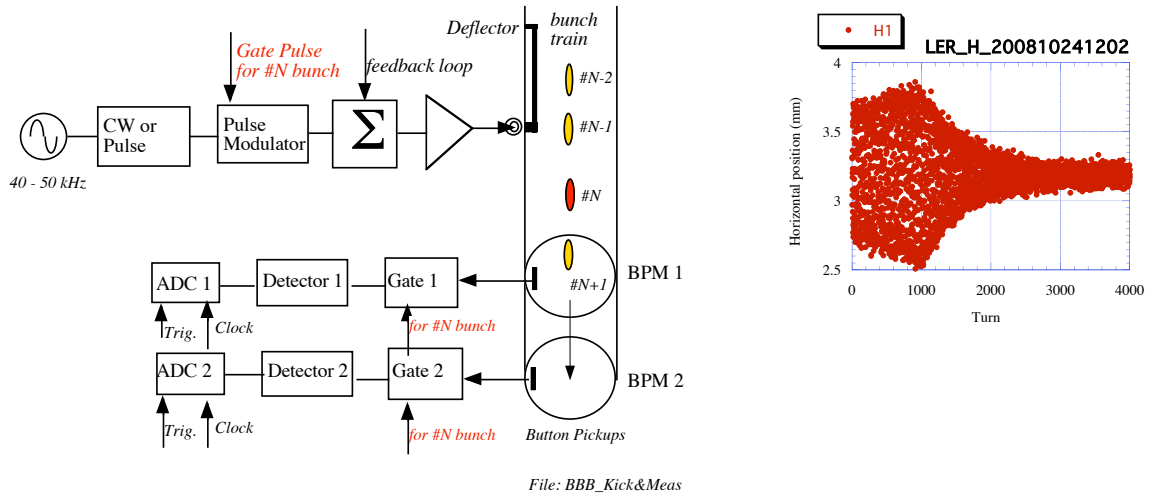 Deflector
bunch
train
Gate Pulse
for #N bunch
feedback loop
#N-2
#N-1
#N
#N+1
CW or
Pulse
Pulse
Modulator
Σ
40 - 50 kHz
BPM 1
ADC 1
Detector 1
Gate 1
Trig.
Clock
for #N bunch
ADC 2
Detector 2
Gate 2
BPM 2
Trig.
Clock
for #N bunch
Button Pickups
File: BBB_Kick&Meas
H1
LER_H_200810241202
Horizontal position (mm)
4
3.5
3
2.5
0
1000
2000
3000
4000
Turn